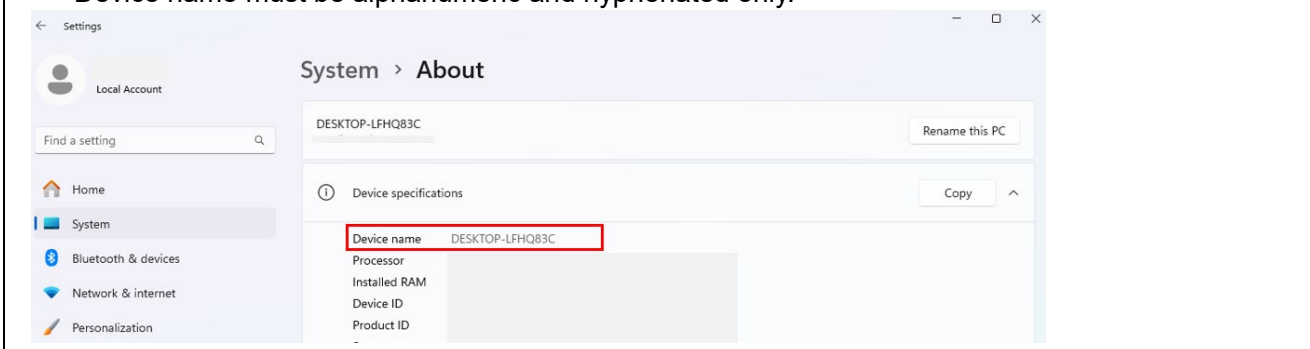 Device name must be alphanumeric and hyphenated only.
← Settings
Local Account
System > About
DESKTOP-LFHQ83C
Rename this PC
Find a setting
Home
Device specifications
Copy
System
Device name DESKTOP-LFHQ83C
Processor
Bluetooth & devices
Installed RAM
Network & internet
Device ID
Product ID
Personalization